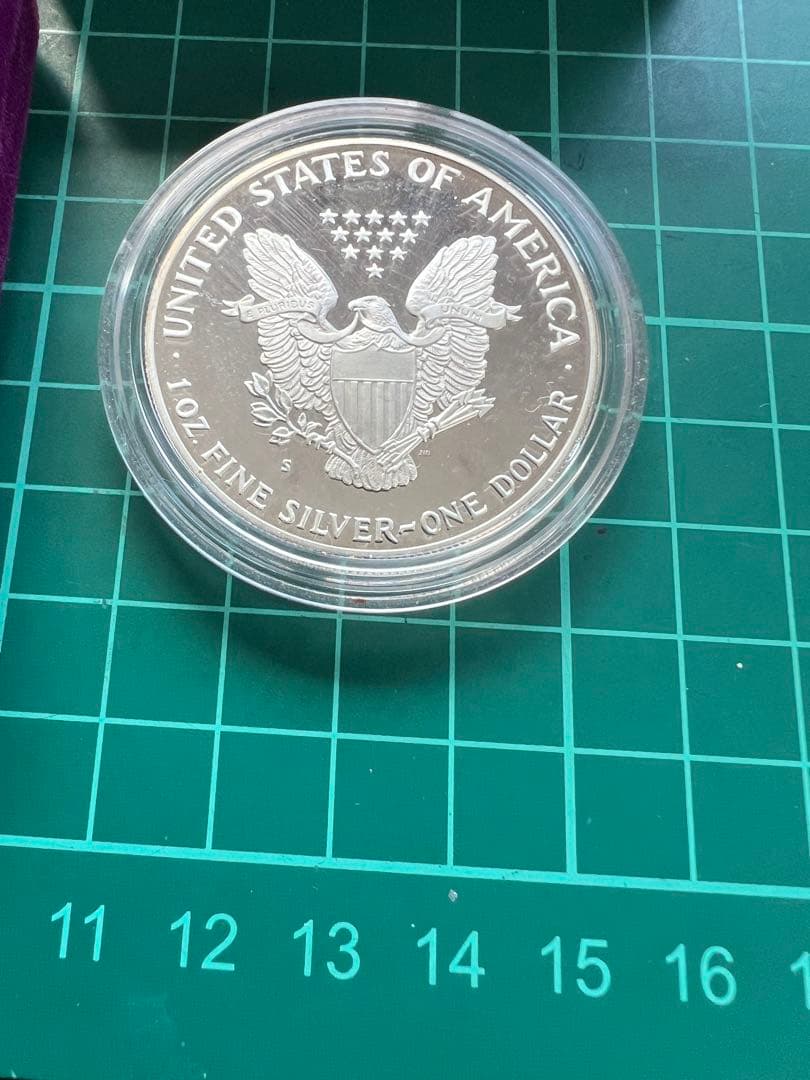 · UNITED STATES OF AMERICA ·
E PLURIBUS
UNUM
S
1 OZ. FINE SILVER~ONE DOLLAR
11 12 13 14 15 16